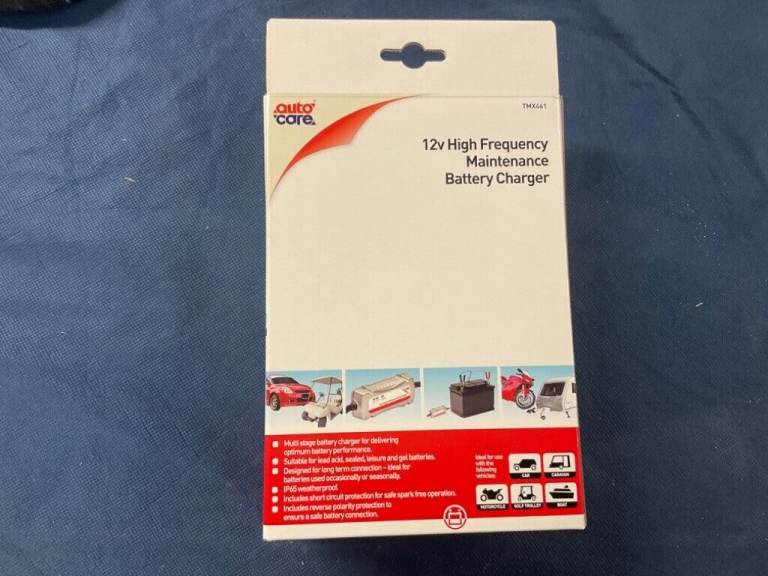 auto
care
TMX461
12v High Frequency
Maintenance
Battery Charger
Multi stage battery charger for delivering
optimum battery performance.
Suitable for lead acid, sealed, leisure and gel batteries.
Designed for long term connection – ideal for
batteries used occasionally or seasonally.
IP65 weatherproof.
Includes short circuit protection for safe spark free operation.
Includes reverse polarity protection to
ensure a safe battery connection.
Ideal for use
with the
following
vehicles:
CAR
CARAVAN
MOTORCYCLE
GOLF TROLLEY
BOAT